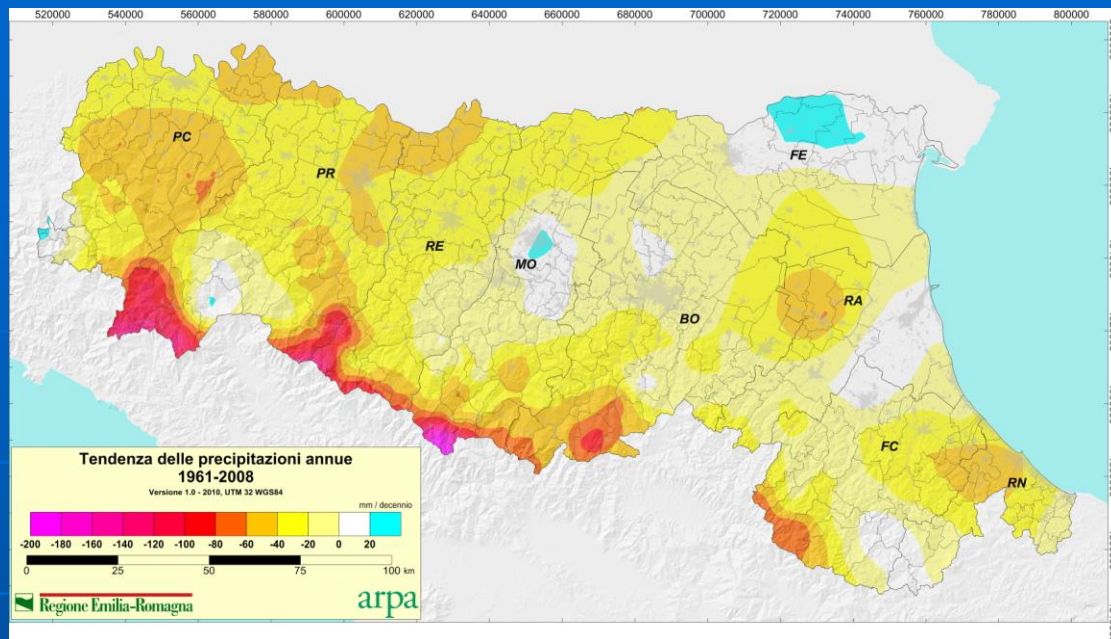 520000 540000 560000 580000 600000 620000 640000 660000 680000 700000 720000 740000 760000 780000 800000
PC
PR
FE
RE
MO
BO
RA
FC
RN
Tendenza delle precipitazioni annue
1961-2008
Versione 1.0 - 2010, UTM 32 WGS84
mm / decennio
-200 -180 -160 -140 -120 -100 -80 -60 -40 -20 0 20
0 25 50 75 100 km
Regione Emilia-Romagna
arpa